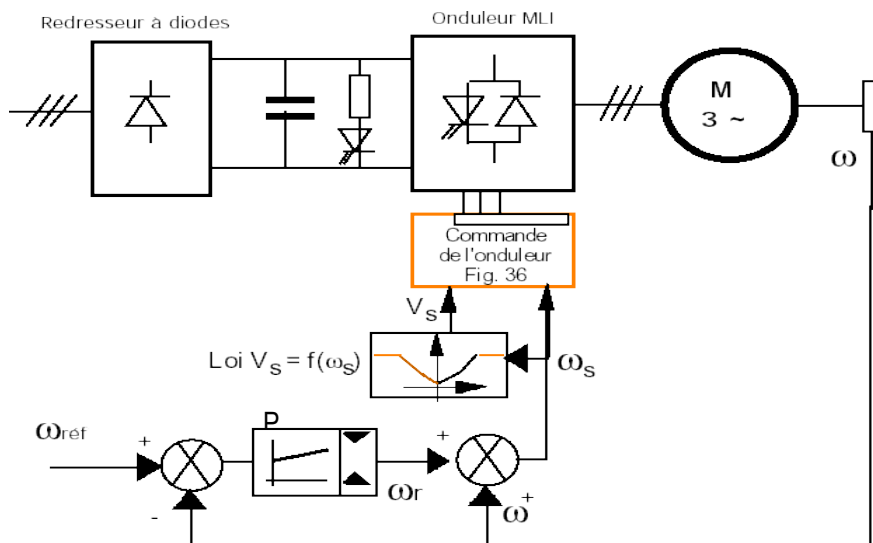 Redresseur à diodes
Onduleur MLI
M
3 ~
ω
Commande
de l'onduleur
Fig. 36
Vs
Loi Vs = f(ωs)
ωs
P
ωréf
+
-
ωr
+
ω
+